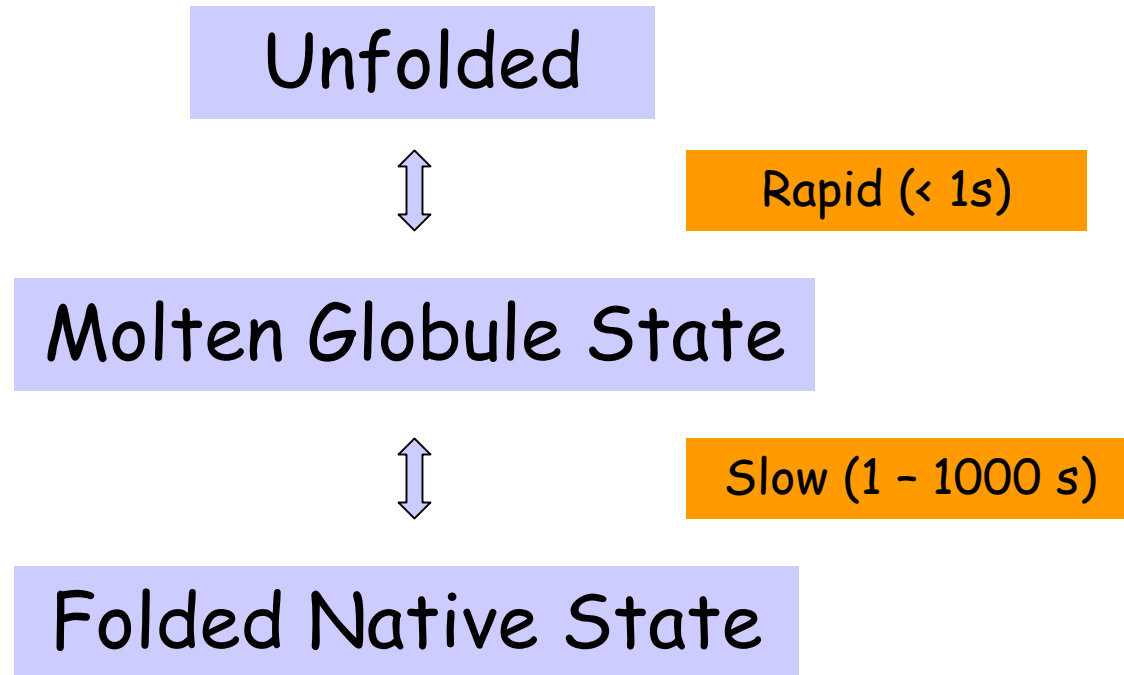 Unfolded
Rapid (< 1s)
Molten Globule State
Slow (1 – 1000 s)
Folded Native State